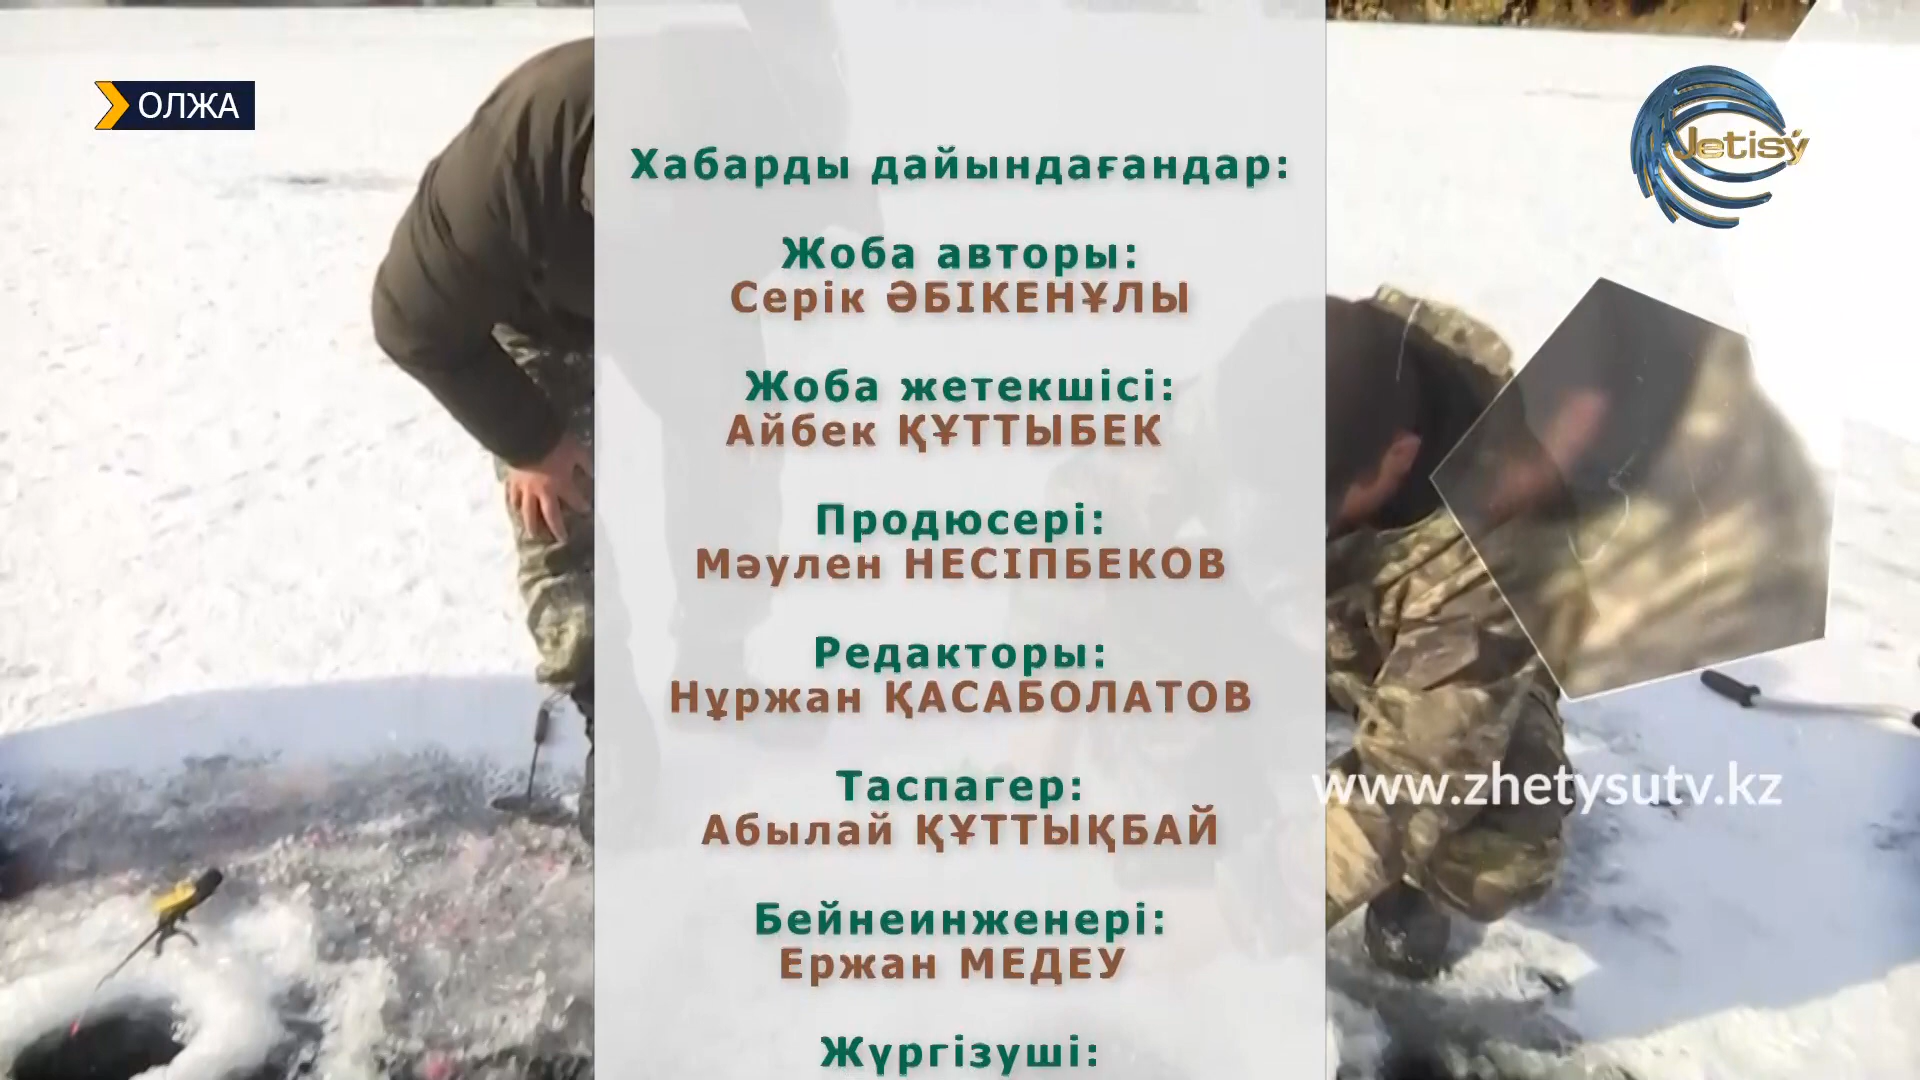 ОЛЖА
Jetisý
Хабарды дайындағандар:
Жоба авторы:
Серік ӘБІКЕНҰЛЫ
Жоба жетекшісі:
Айбек ҚҰТТЫБЕК
Продюсері:
Мәулен НЕСІПБЕКОВ
Редакторы:
Нұржан ҚАСАБОЛАТОВ
Таспагер:
Абылай ҚҰТТЫҚБАЙ
www.zhetysutv.kz
Бейнеинженері:
Ержан МЕДЕУ
Жүргізуші: